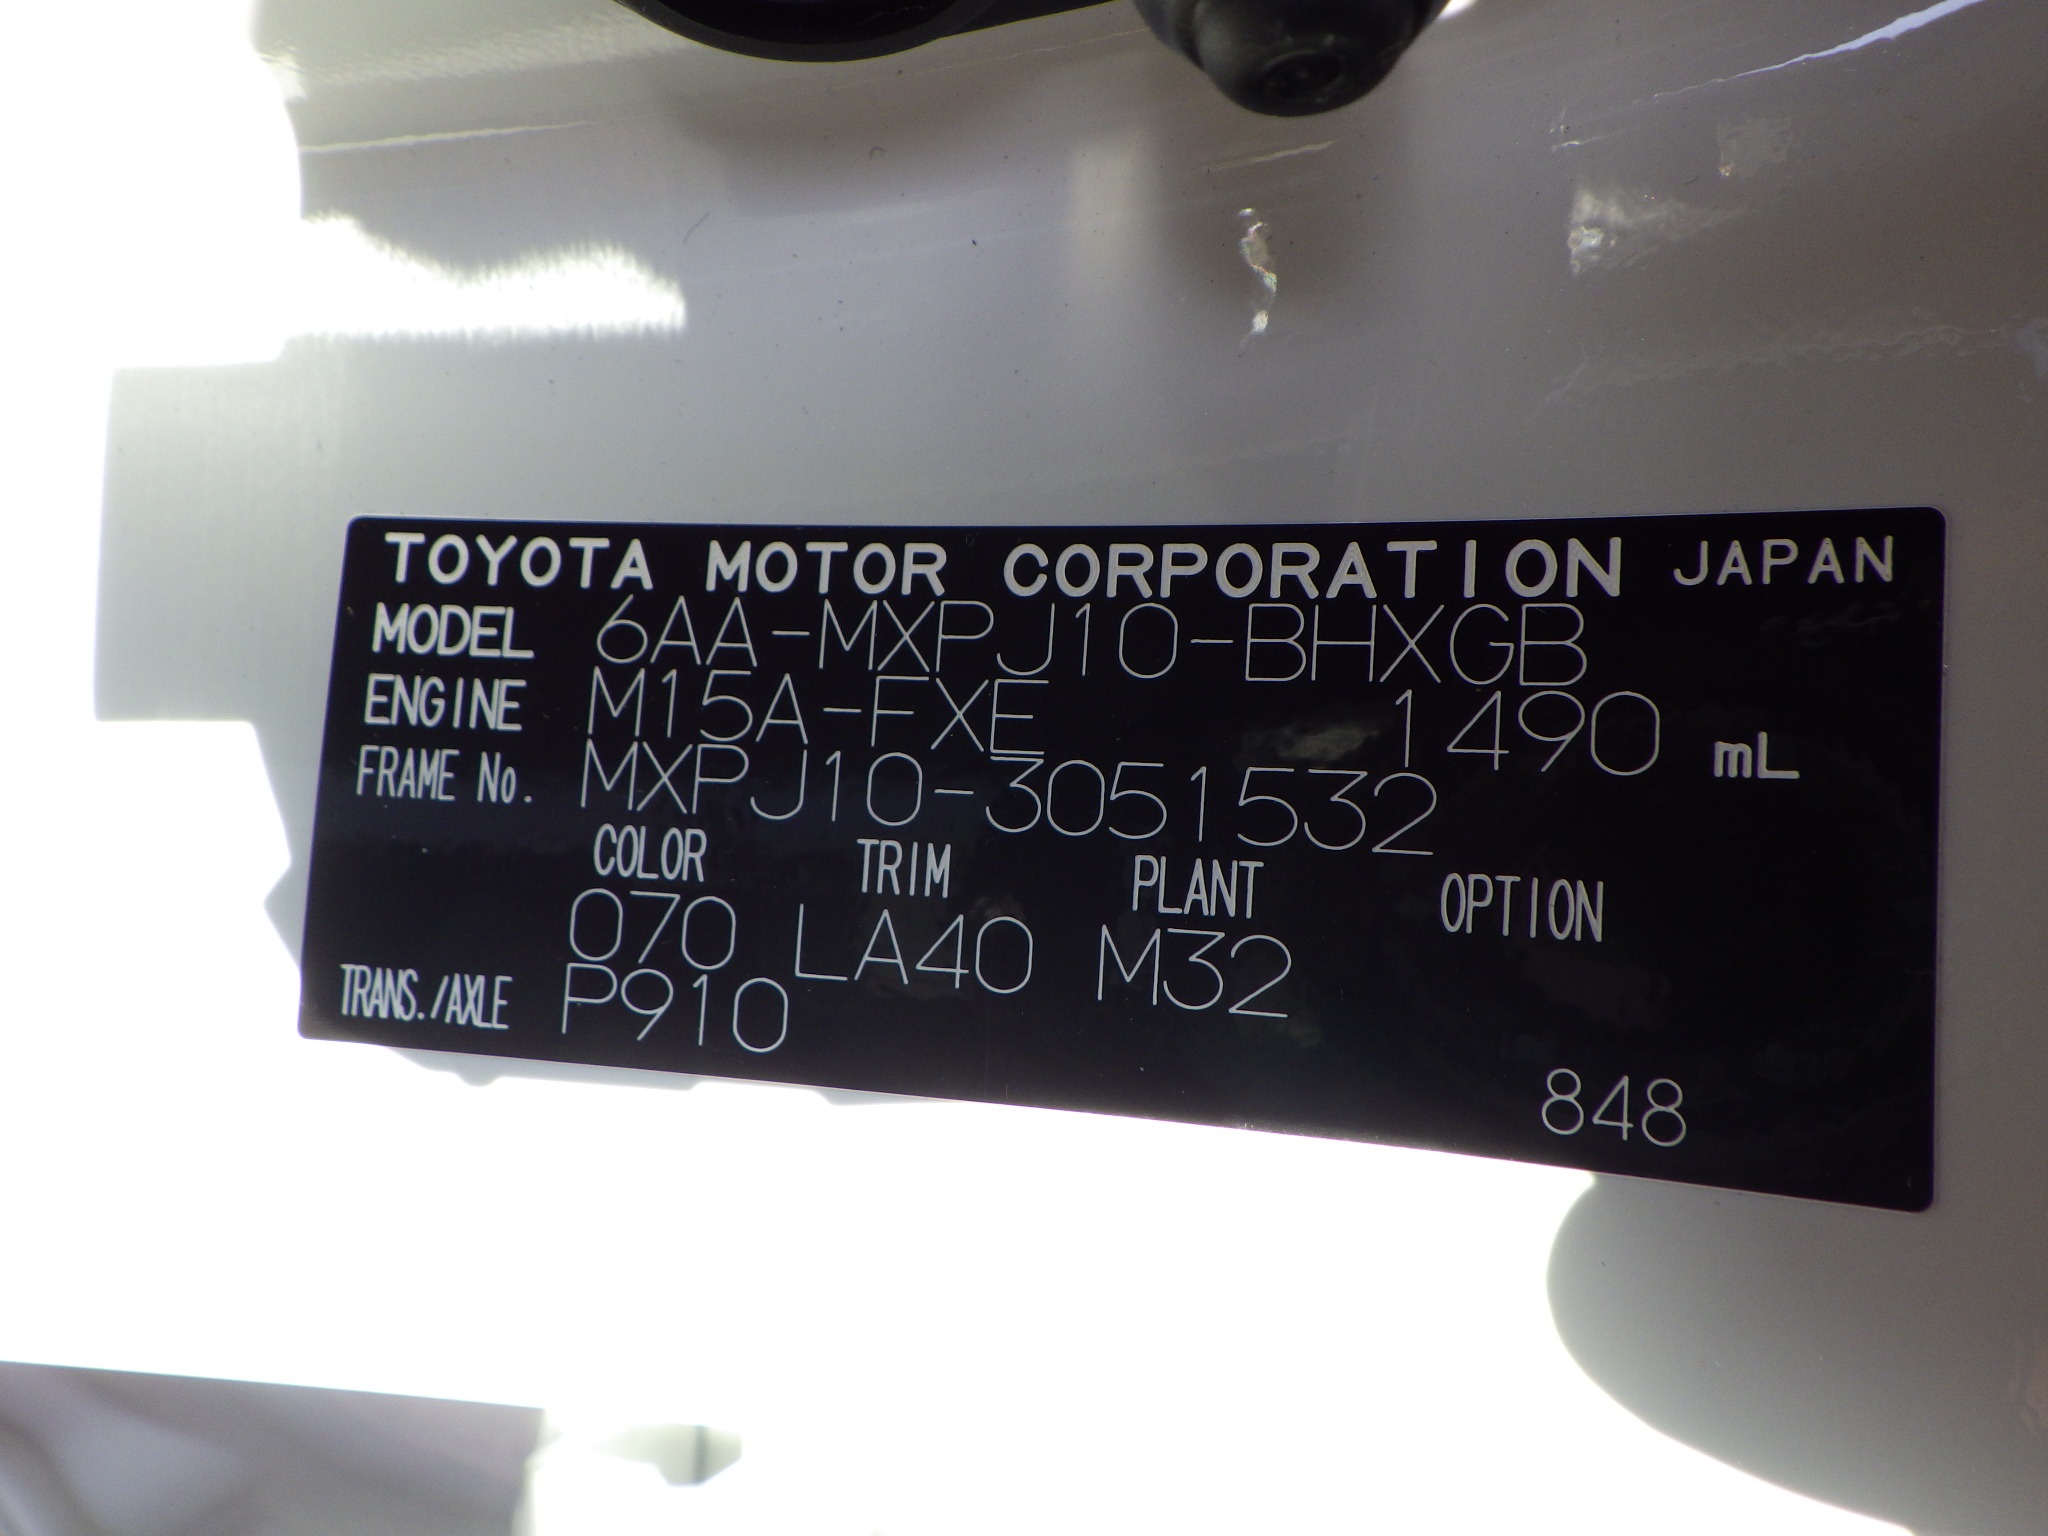 TOYOTA MOTOR CORPORATION JAPAN
MODEL 6AA-MXPJ10-BHXGB
ENGINE M15A-FXE 1490 mL
FRAME No. MXPJ10-3051532
COLOR TRIM PLANT OPTION
070 LA40 M32
TRANS./AXLE P910
848